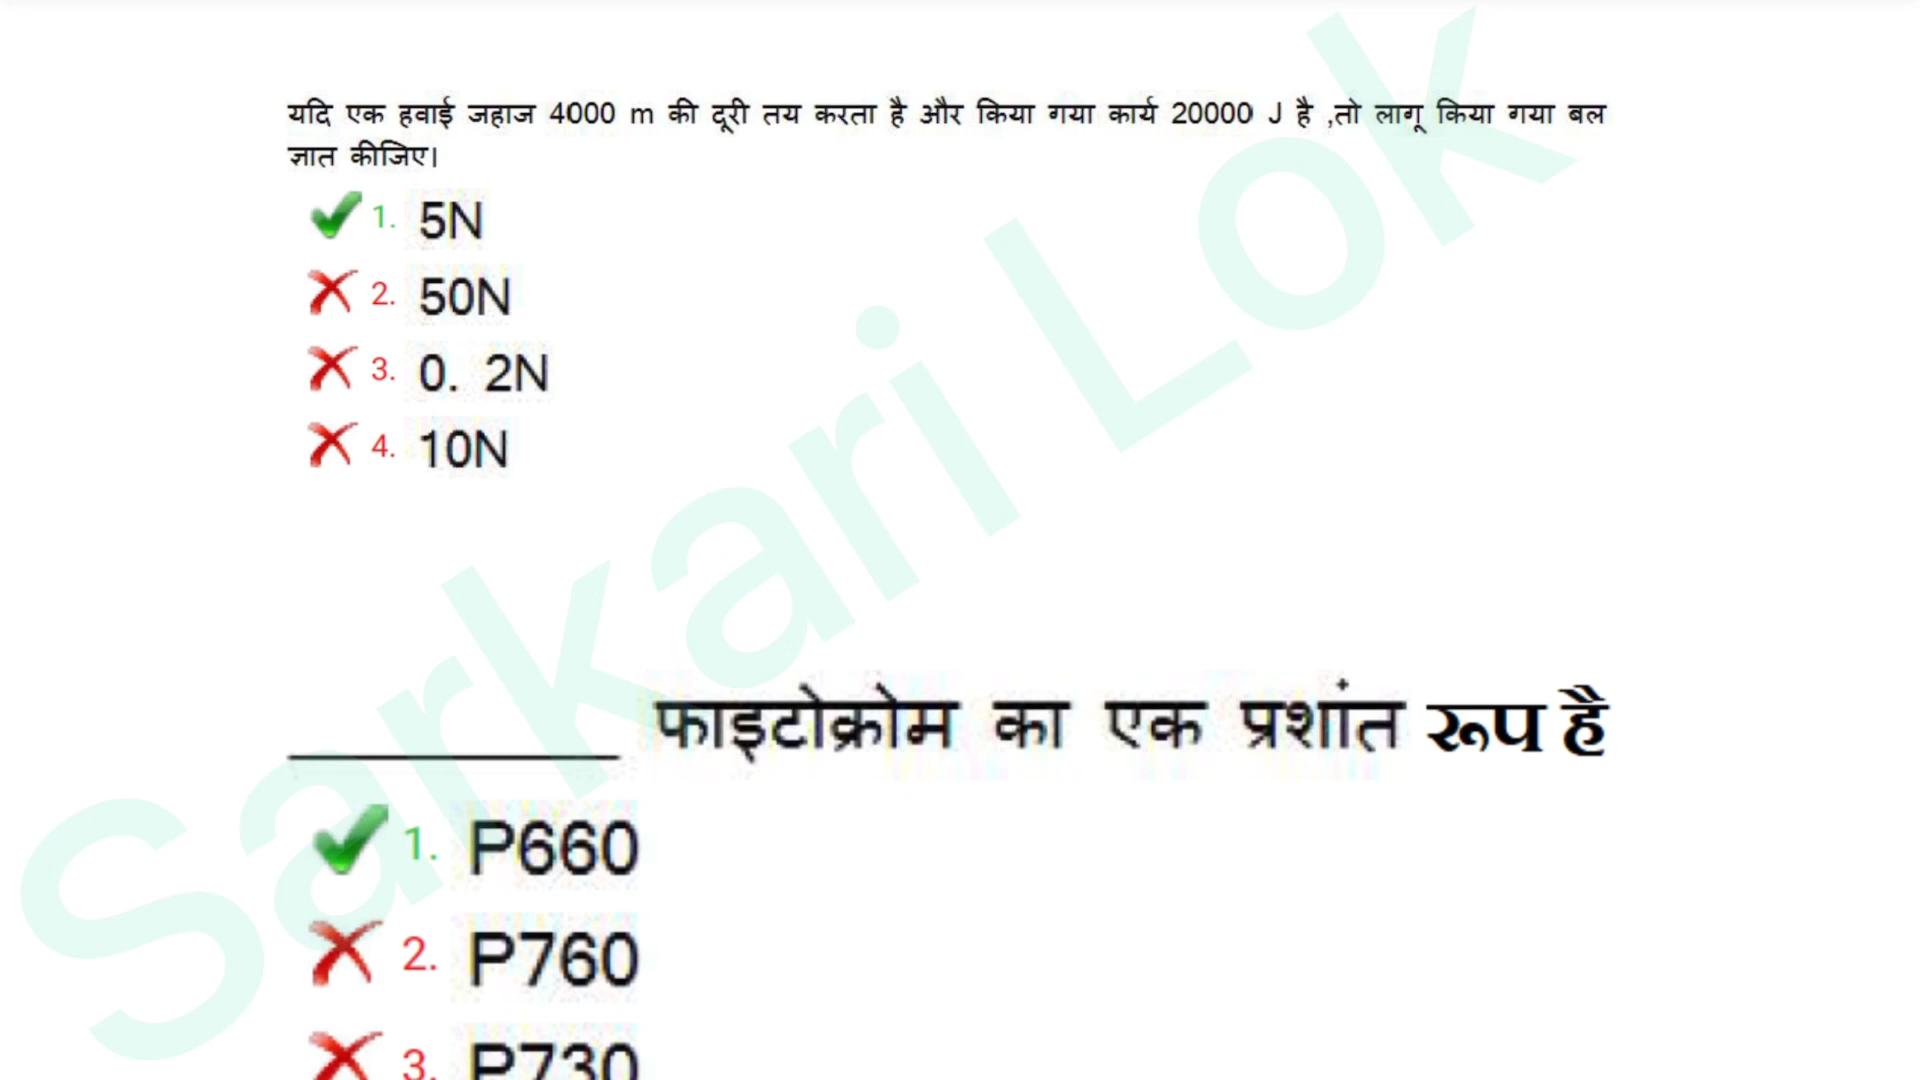 यदि एक हवाई जहाज 4000 m की दूरी तय करता है और किया गया कार्य 20000 J है ,तो लागू किया गया बल
ज्ञात कीजिए।
1. 5N
2. 50N
3. 0. 2N
4. 10N
__________ फाइटोक्रोम का एक प्रशांत रूप है
1. P660
2. P760
3. P730
Sarkari Lok